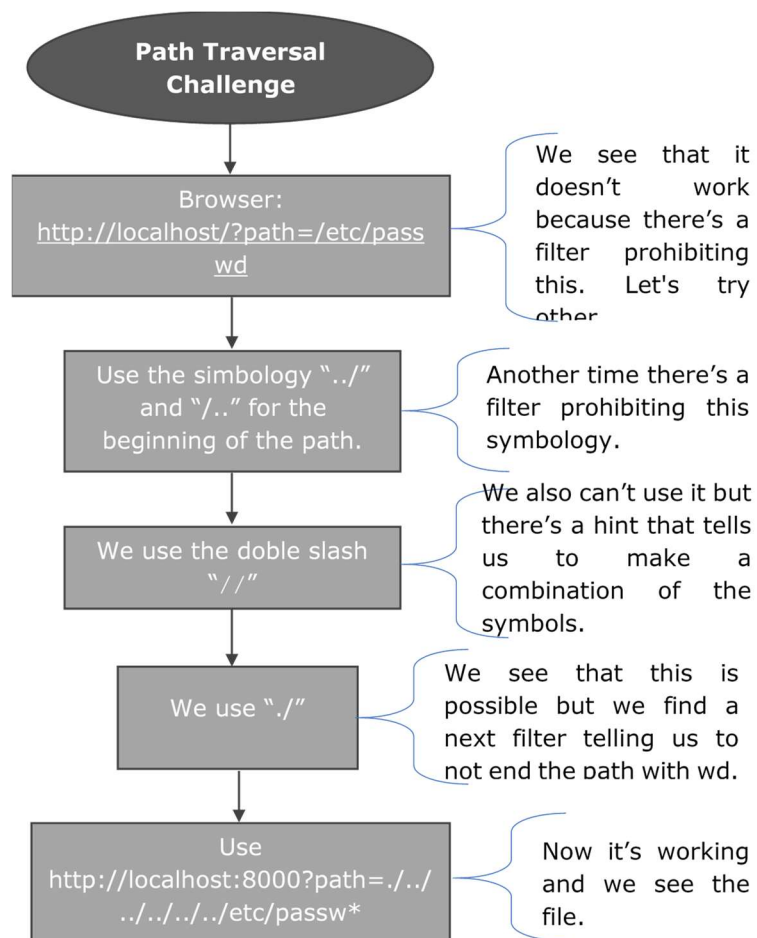 Path Traversal
Challenge
Browser:
http://localhost/?path=/etc/pass
wd
We see that it
doesn’t work
because there’s a
filter prohibiting
this. Let's try
other
Use the simbology “../”
and “/..” for the
beginning of the path.
Another time there’s a
filter prohibiting this
symbology.
We use the doble slash
“//”
We also can’t use it but
there’s a hint that tells
us to make a
combination of the
symbols.
We use “./”
We see that this is
possible but we find a
next filter telling us to
not end the path with wd.
Use
http://localhost:8000?path=./../
../../../../etc/passw*
Now it’s working
and we see the
file.